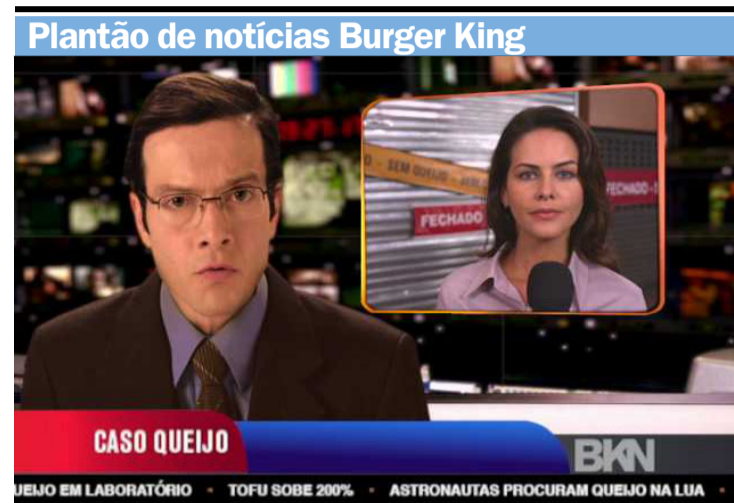 Plantão de notícias Burger King
O - SEM QUEIJO - SEM
FECHADO
FECHADO -
CASO QUEIJO
BKN
UEIJO EM LABORATÓRIO - TOFU SOBE 200% - ASTRONAUTAS PROCURAM QUEIJO NA LUA -